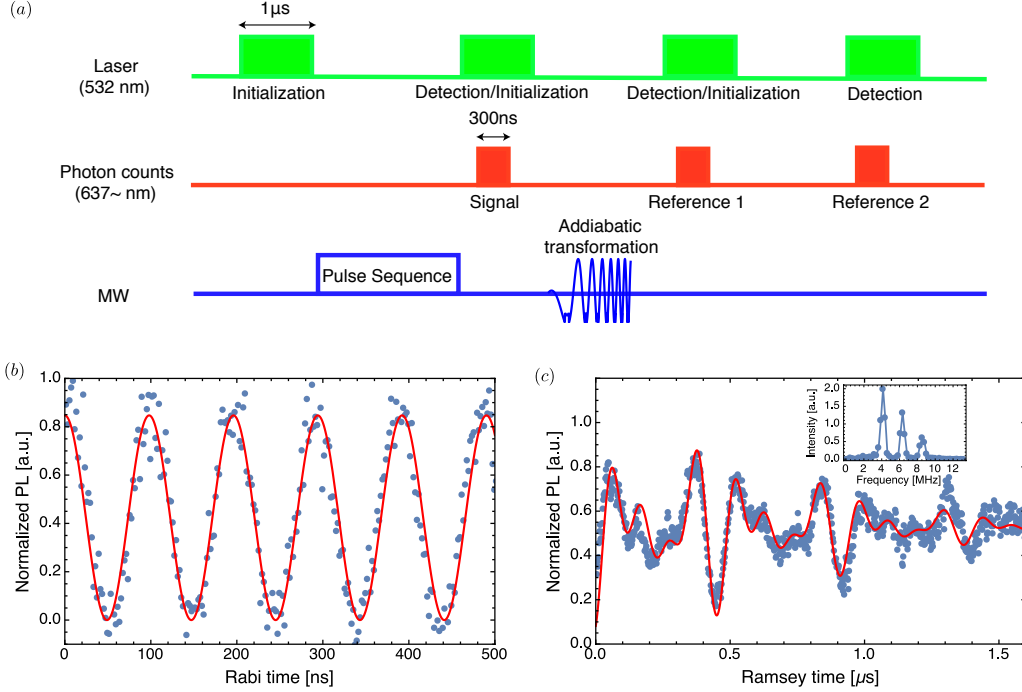 (a)
1μs
Laser
(532 nm)
Initialization
Detection/Initialization
Detection/Initialization
Detection
300ns
Photon counts
(637~ nm)
Signal
Reference 1
Reference 2
Addiabatic
transformation
Pulse Sequence
MW
(b)
1.0
0.8
0.6
0.4
0.2
0.0
Normalized PL [a.u.]
0
100
200
300
400
500
Rabi time [ns]
(c)
1.0
0.8
0.6
0.4
0.2
0.0
Normalized PL [a.u.]
0.0
0.5
1.0
1.5
Ramsey time [μs]
2.0
1.5
1.0
0.5
0.0
Intensity [a.u.]
0 2 4 6 8 10 12
Frequency [MHz]